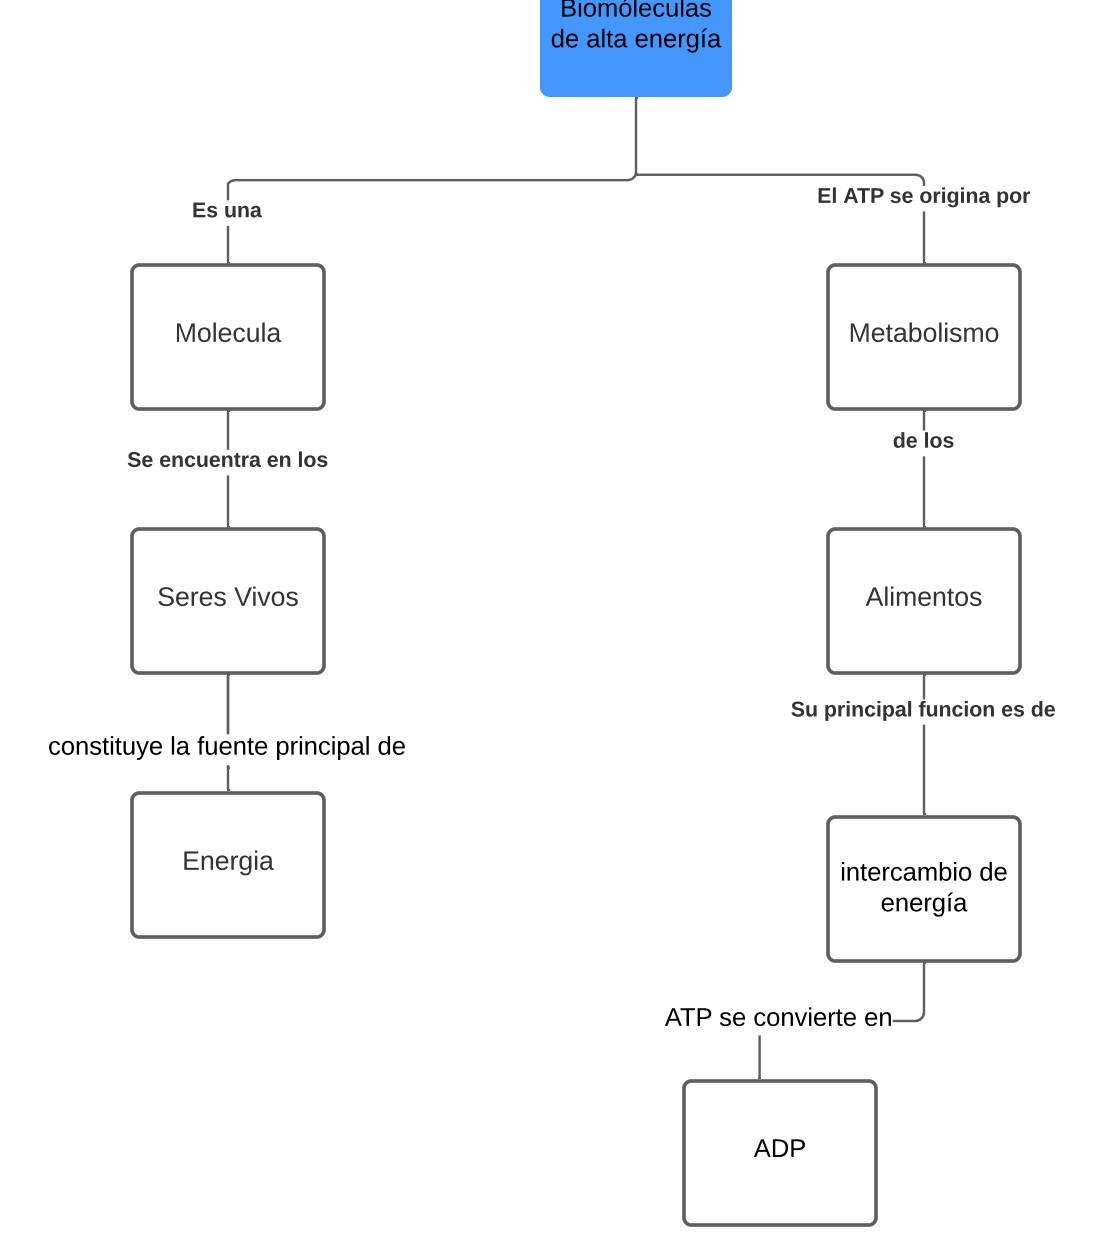 Biomóleculas
de alta energía
Es una
El ATP se origina por
Molecula
Metabolismo
Se encuentra en los
de los
Seres Vivos
Alimentos
constituye la fuente principal de
Su principal funcion es de
Energia
intercambio de
energía
ATP se convierte en
ADP